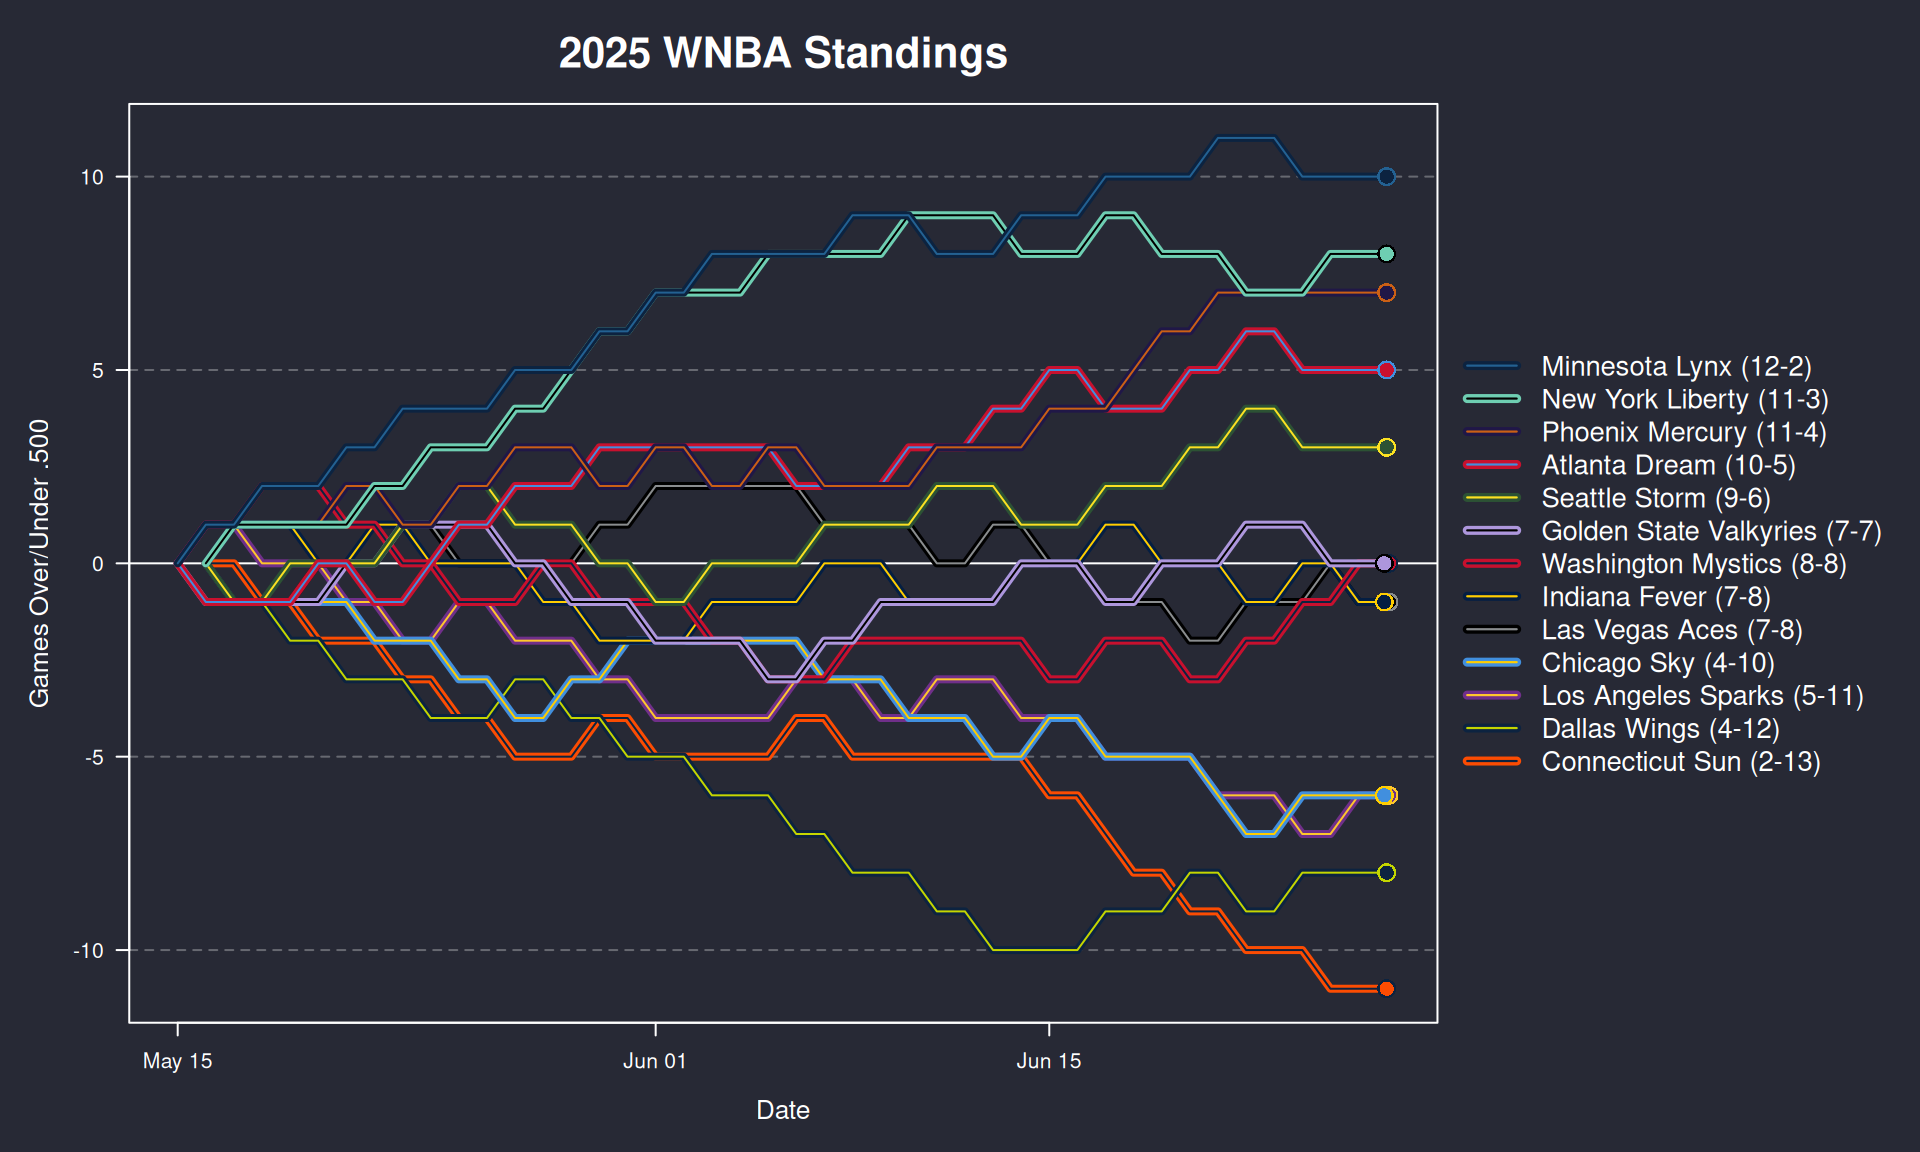 2025 WNBA Standings
10
5
0
-5
-10
Games Over/Under .500
May 15
Jun 01
Jun 15
Date
Minnesota Lynx (12-2)
New York Liberty (11-3)
Phoenix Mercury (11-4)
Atlanta Dream (10-5)
Seattle Storm (9-6)
Golden State Valkyries (7-7)
Washington Mystics (8-8)
Indiana Fever (7-8)
Las Vegas Aces (7-8)
Chicago Sky (4-10)
Los Angeles Sparks (5-11)
Dallas Wings (4-12)
Connecticut Sun (2-13)